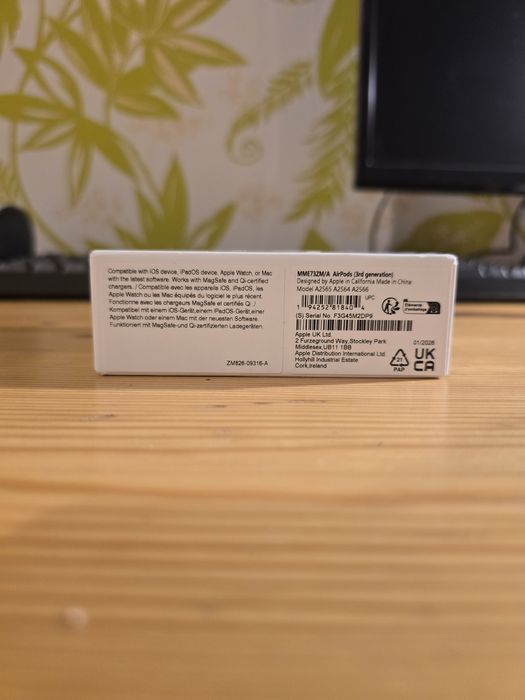 Compatible with iOS device, iPadOS device, Apple Watch, or Mac
with the latest software. Works with MagSafe and Qi-certified
chargers. / Compatible avec les appareils iOS, iPadOS, les
Apple Watch ou les Mac équipés du logiciel le plus récent.
Fonctionne avec les chargeurs MagSafe et certifiés Qi. /
Kompatibel mit einem iOS-Gerät, einem iPadOS-Gerät, einer
Apple Watch oder einem Mac mit der neuesten Software
Funktioniert mit MagSafe-und Qi-zertifizierten Ladegeräten.
ZM826-09316-A
MME73ZM/A AirPods (3rd generation)
Designed by Apple in California Made in China
Model A2565 A2564 A2566
UPC
1 94252 81840 4
(S) Serial No. F3G45M2DP9
Apple UK Ltd.
2 Furzeground Way, Stockley Park
Middlesex, UB11 1BB
Apple Distribution International Ltd.
Hollyhill Industrial Estate
Cork, Ireland
21
PAP
01/2026
UK
CA